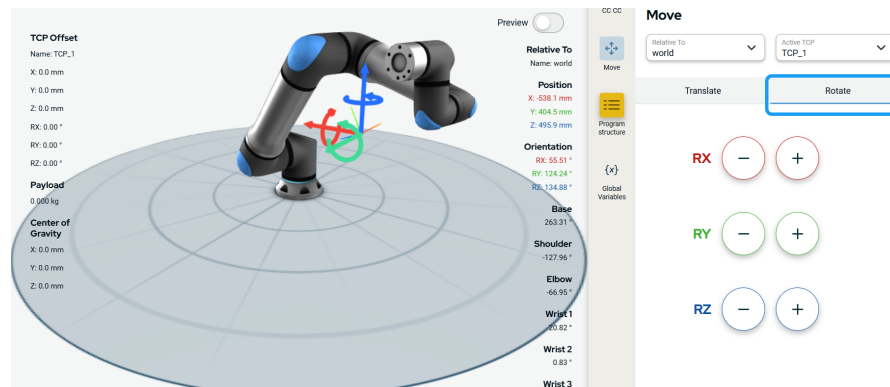 CC CC
Move
Preview
TCP Offset
Name: TCP_1
X: 0.0 mm
Y: 0.0 mm
Z: 0.0 mm
RX: 0.00 °
RY: 0.00 °
RZ: 0.00 °
Payload
0.000 kg
Center of
Gravity
X: 0.0 mm
Y: 0.0 mm
Z: 0.0 mm
Relative To
Name: world
Position
X: -538.1 mm
Y: 404.5 mm
Z: 495.9 mm
Orientation
RX: 55.51 °
RY: 124.24 °
RZ: 134.88 °
Base
263.31 °
Shoulder
-127.96 °
Elbow
-66.95 °
Wrist 1
20.82 °
Wrist 2
0.83 °
Wrist 3
Move
Program
structure
{x}
Global
Variables
Relative To
world
Active TCP
TCP_1
Translate
Rotate
RX − +
RY − +
RZ − +